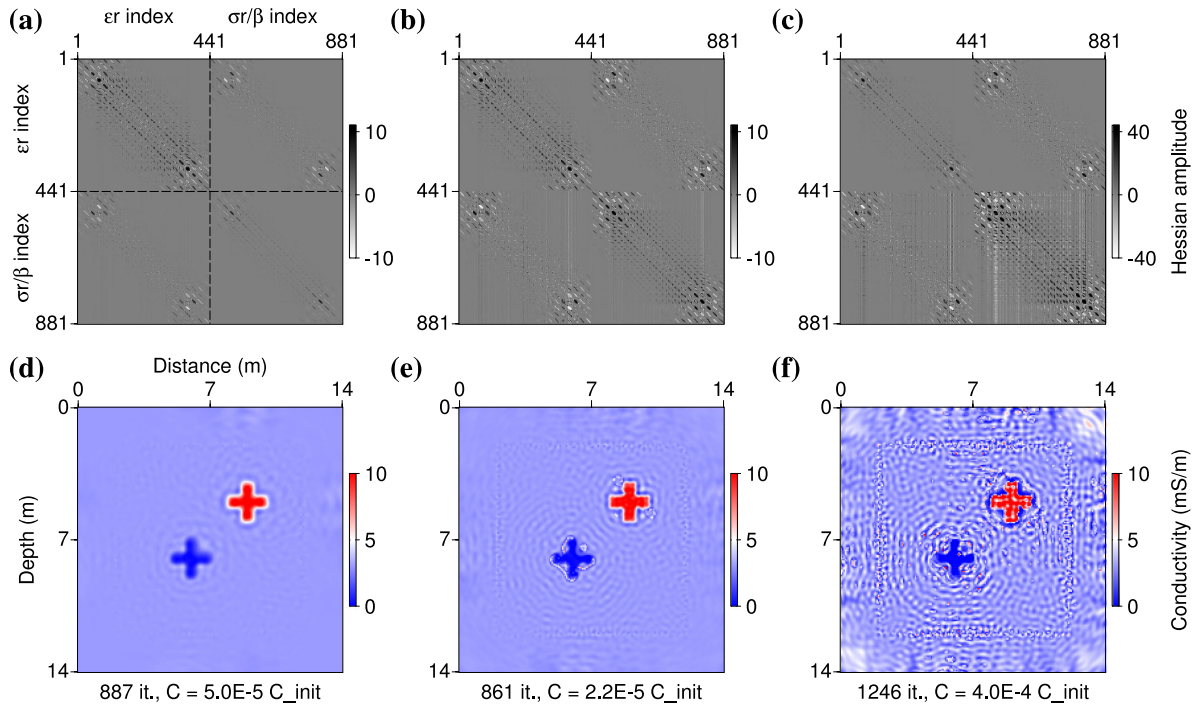 (a) εr index σr/β index (b) (c)
1 441 881 1 441 881 1 441 881
1 1 1
εr index
10 10 40
0 0 0
-10 -10 -40
441 441 441
σr/β index
881 881 881
Hessian amplitude
(d) Distance (m) (e) (f)
0 7 14 0 7 14 0 7 14
0 0 0
10 10 10
5 5 5
0 0 0
7 7 7
Depth (m)
14 14 14
Conductivity (mS/m)
887 it., C = 5.0E-5 C_init 861 it., C = 2.2E-5 C_init 1246 it., C = 4.0E-4 C_init